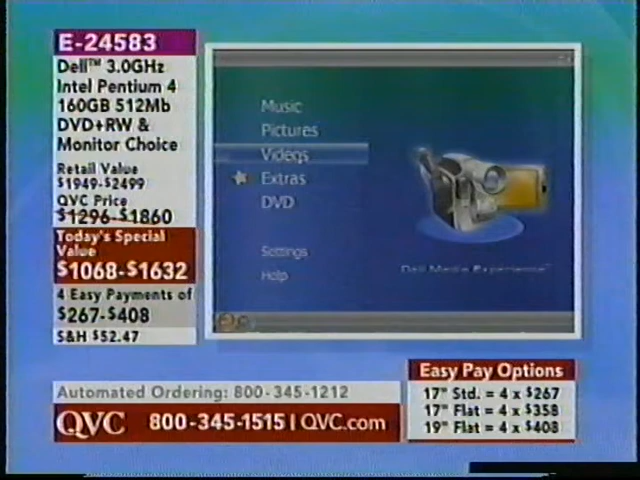 E-24583
Dell™ 3.0GHz
Intel Pentium 4
160GB 512Mb
DVD+RW &
Monitor Choice
Retail Value
$1949-$2499
QVC Price
$1296-$1860
Today's Special
Value
$1068-$1632
4 Easy Payments of
$267-$408
S&H $52.47
Music
Pictures
Videos
Extras
DVD
Settings
Help
Dell Media Experience™
Automated Ordering: 800-345-1212
QVC 800-345-1515 | QVC.com
Easy Pay Options
17" Std. = 4 x $267
17" Flat = 4 x $358
19" Flat = 4 x $408